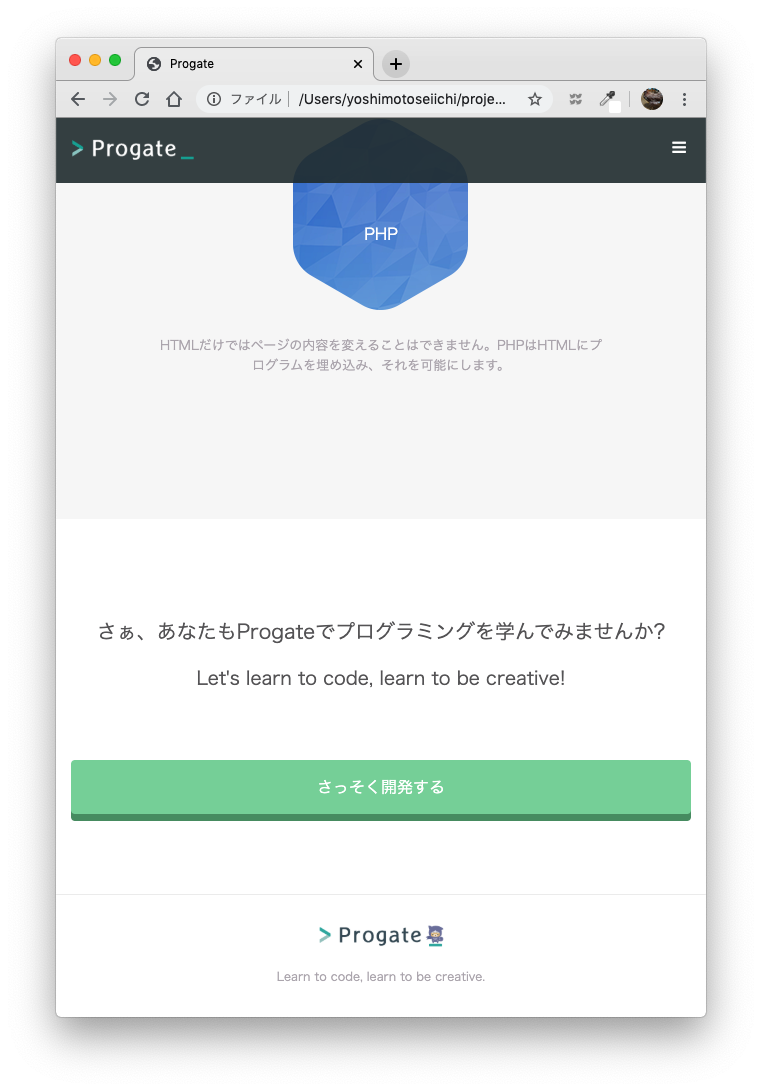 Progate
ファイル /Users/yoshimotoseiichi/proje...
Progate
PHP
HTMLだけではページの内容を変えることはできません。PHPはHTMLにプ
ログラムを埋め込み、それを可能にします。
さぁ、あなたもProgateでプログラミングを学んでみませんか?
Let's learn to code, learn to be creative!
さっそく開発する
Progate
Learn to code, learn to be creative.